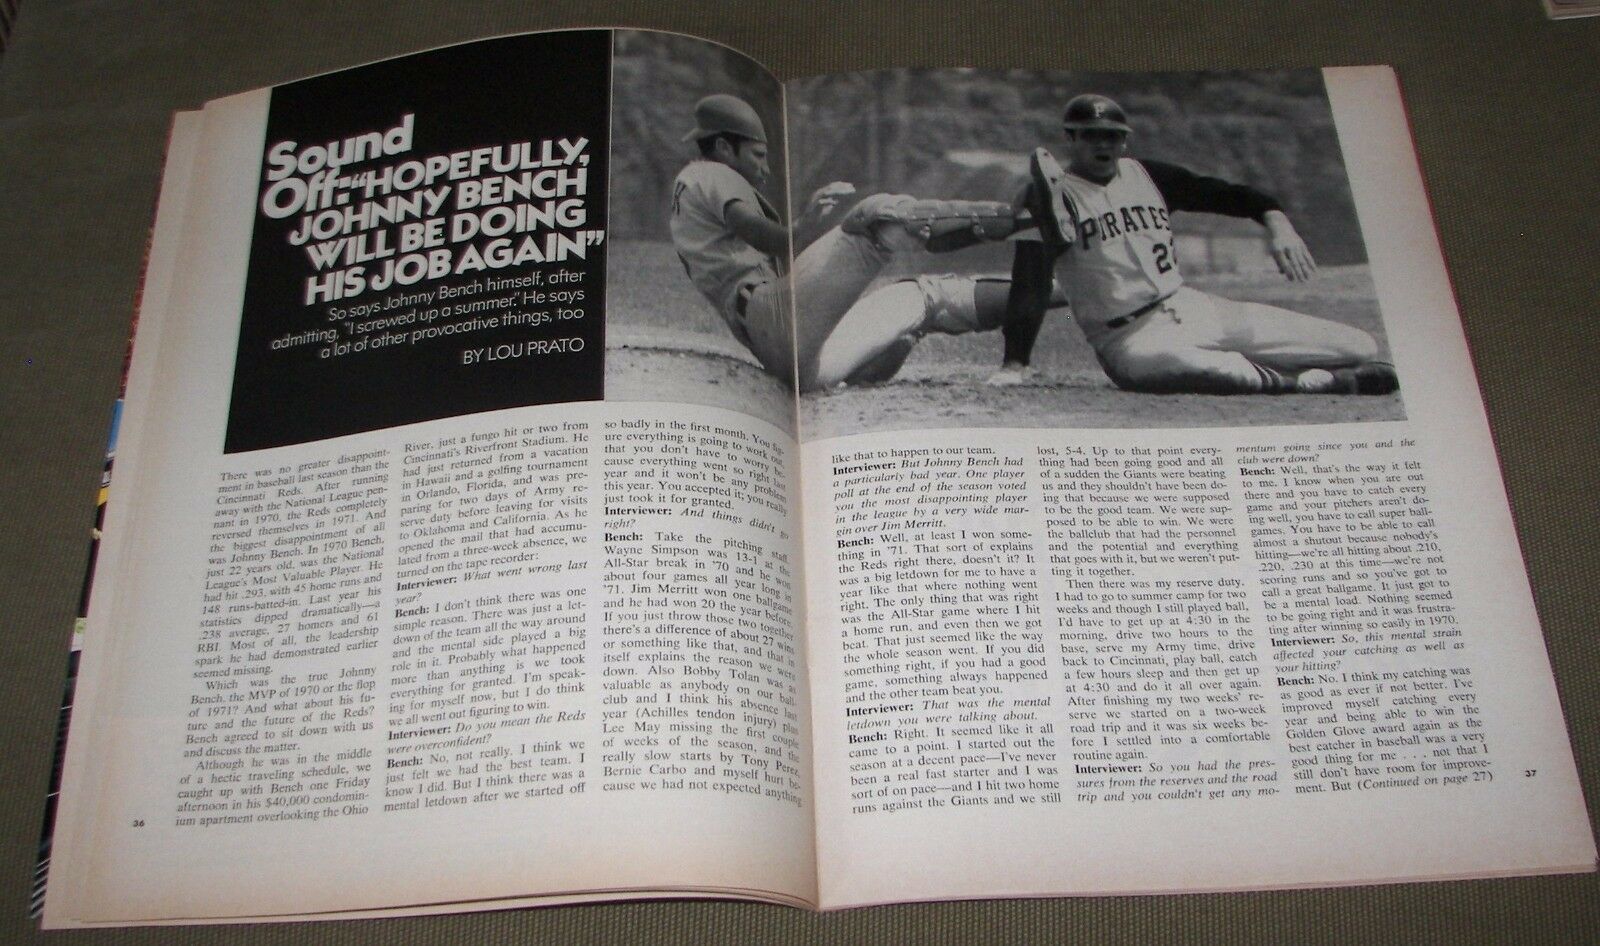 Sound
Off: "HOPEFULLY,
JOHNNY BENCH
WILL BE DOING
HIS JOB AGAIN"
So says Johnny Bench himself, after
admitting, "I screwed up a summer." He says
a lot of other provocative things, too
BY LOU PRATO
There was no greater disappoint-
ment in baseball last season than the
Cincinnati Reds. After running
away with the National League pen-
nant in 1970, the Reds completely
reversed themselves in 1971. And
the biggest disappointment of all
was Johnny Bench. In 1970 Bench,
just 22 years old, was the National
League's Most Valuable Player. He
had hit .293, with 45 home runs and
148 runs-batted-in. Last year his
statistics dipped dramatically—a
.238 average, 27 homers and 61
RBI. Most of all, the leadership
spark he had demonstrated earlier
seemed missing.
Which was the true Johnny
Bench, the MVP of 1970 or the flop
of 1971? And what about his fu-
ture and the future of the Reds?
Bench agreed to sit down with us
and discuss the matter.
Although he was in the middle
of a hectic traveling schedule, we
caught up with Bench one Friday
afternoon in his $40,000 condomin-
ium apartment overlooking the Ohio
River, just a fungo hit or two from
Cincinnati's Riverfront Stadium. He
had just returned from a vacation
in Hawaii and a golfing tournament
in Orlando, Florida, and was pre-
paring for two days of Army re-
serve duty before leaving for visits
to Oklahoma and California. As he
opened the mail that had accumu-
lated from a three-week absence, we
turned on the tape recorder:
Interviewer: What went wrong last
year?
Bench: I don't think there was one
simple reason. There was just a let-
down of the team all the way around
and the mental side played a big
role in it. Probably what happened
more than anything is we took
everything for granted. I'm speak-
ing for myself now, but I do think
we all went out figuring to win.
Interviewer: Do you mean the Reds
were overconfident?
Bench: No, not really. I think we
just felt we had the best team. I
know I did. But I think there was a
mental letdown after we started off
so badly in the first month. You fig-
ure everything is going to work out,
that you don't have to worry be-
cause everything went so right last
year and it won't be any problem
this year. You accepted it; you really
just took it for granted.
Interviewer: And things didn't go
right?
Bench: Take the pitching staff.
Wayne Simpson was 13-1 at the
All-Star break in '70 and he won
about four games all year long in
'71. Jim Merritt won one ballgame
and he had won 20 the year before.
If you just throw those two together
there's a difference of about 27 wins
or something like that, and that in
itself explains the reason we were
down. Also Bobby Tolan was as
valuable as anybody on our ball-
club and I think his absence last
year (Achilles tendon injury) plus
Lee May missing the first couple
of weeks of the season, and the
really slow starts by Tony Perez,
Bernie Carbo and myself hurt be-
cause we had not expected anything
36
like that to happen to our team.
Interviewer: But Johnny Bench had
a particularly bad year. One player
poll at the end of the season voted
you the most disappointing player
in the league by a very wide mar-
gin over Jim Merritt.
Bench: Well, at least I won some-
thing in '71. That sort of explains
the Reds right there, doesn't it? It
was a big letdown for me to have a
year like that where nothing went
right. The only thing that was right
was the All-Star game where I hit
a home run, and even then we got
beat. That just seemed like the way
the whole season went. If you did
something right, if you had a good
game, something always happened
and the other team beat you.
Interviewer: That was the mental
letdown you were talking about.
Bench: Right. It seemed like it all
came to a point. I started out the
season at a decent pace—I've never
been a real fast starter and I was
sort of on pace—and I hit two home
runs against the Giants and we still
lost, 5-4. Up to that point every-
thing had been going good and all
of a sudden the Giants were beating
us and they shouldn't have been do-
ing that because we were supposed
to be the good team. We were sup-
posed to be able to win. We were
the ballclub that had the personnel
and the potential and everything
that goes with it, but we weren't put-
ting it together.
Then there was my reserve duty.
I had to go to summer camp for two
weeks and though I still played ball,
I'd have to get up at 4:30 in the
morning, drive two hours to the
base, serve my Army time, drive
back to Cincinnati, play ball, catch
a few hours sleep and then get up
at 4:30 and do it all over again.
After finishing my two weeks' re-
serve we started on a two-week
road trip and it was six weeks be-
fore I settled into a comfortable
routine again.
Interviewer: So you had the pres-
sures from the reserves and the road
trip and you couldn't get any mo-
mentum going since you and the
club were down?
Bench: Well, that's the way it felt
to me. I know when you are out
there and you have to catch every
game and your pitchers aren't do-
ing well, you have to call super ball-
games. You have to be able to call
almost a shutout because nobody's
hitting—we're all hitting about .210,
.220, .230 at this time—we're not
scoring runs and so you've got to
call a great ballgame. It just got to
be a mental load. Nothing seemed
to be going right and it was frustra-
ting after winning so easily in 1970.
Interviewer: So, this mental strain
affected your catching as well as
your hitting?
Bench: No. I think my catching was
as good as ever if not better. I've
improved myself catching every
year and being able to win the
Golden Glove award again as the
best catcher in baseball was a very
good thing for me . . . not that I
still don't have room for improve-
ment. But (Continued on page 27)
37
P
PIRATES